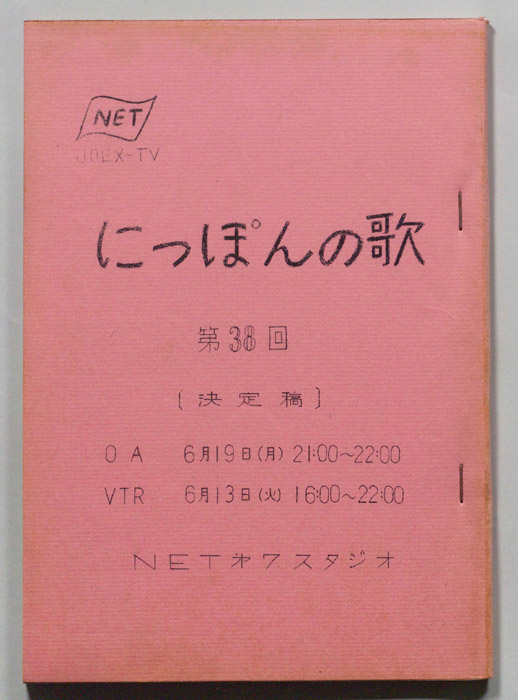 NET
JOEX-TV
にっぽんの歌
第38回
〔決定稿〕
OA 6月19日(月) 21:00~22:00
VTR 6月13日(火) 16:00~22:00
NET㐧7スタジオ